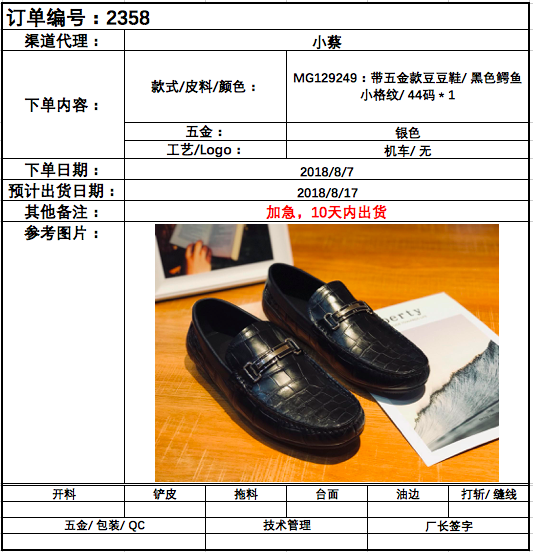 订单编号：2358
渠道代理：
小蔡
下单内容：
款式/皮料/颜色：
MG129249：带五金款豆豆鞋/ 黑色鳄鱼
小格纹/ 44码 * 1
五金：
银色
工艺/Logo：
机车/ 无
下单日期：
2018/8/7
预计出货日期：
2018/8/17
其他备注：
加急，10天内出货
参考图片：
perty
开料
铲皮
拖料
台面
油边
打斩/ 缝线
五金/ 包装/ QC
技术管理
厂长签字